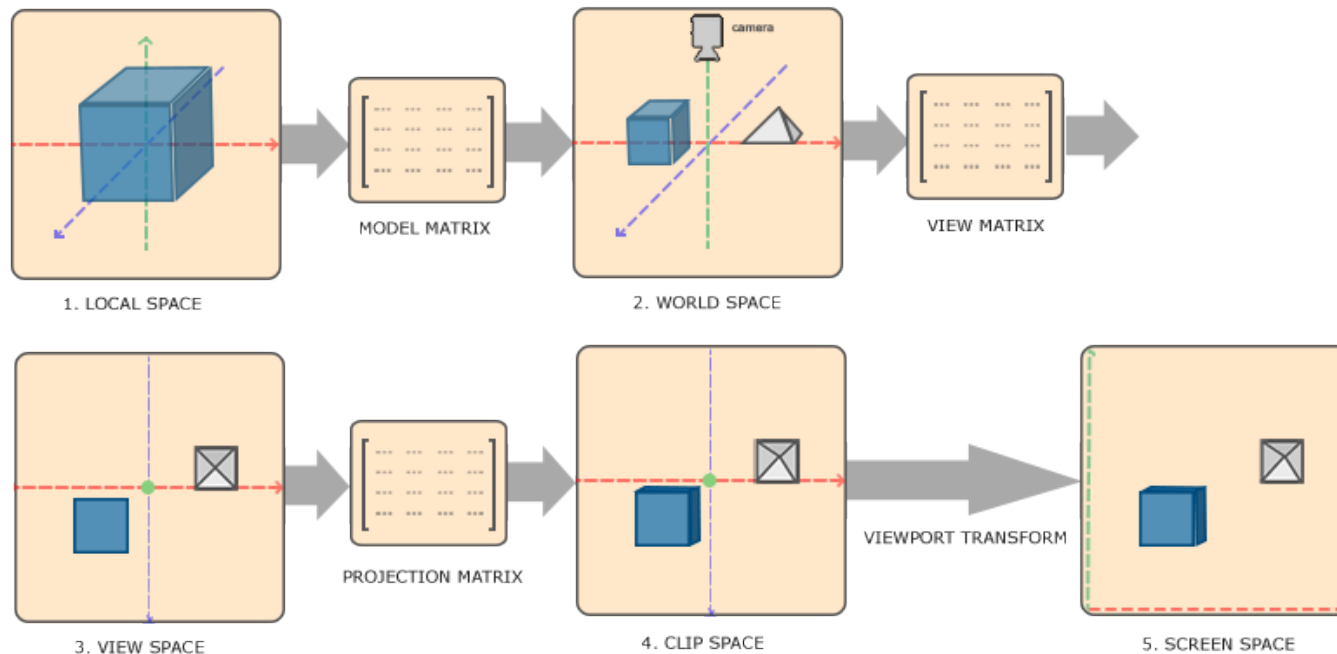 camera
MODEL MATRIX
VIEW MATRIX
1. LOCAL SPACE
2. WORLD SPACE
PROJECTION MATRIX
VIEWPORT TRANSFORM
3. VIEW SPACE
4. CLIP SPACE
5. SCREEN SPACE